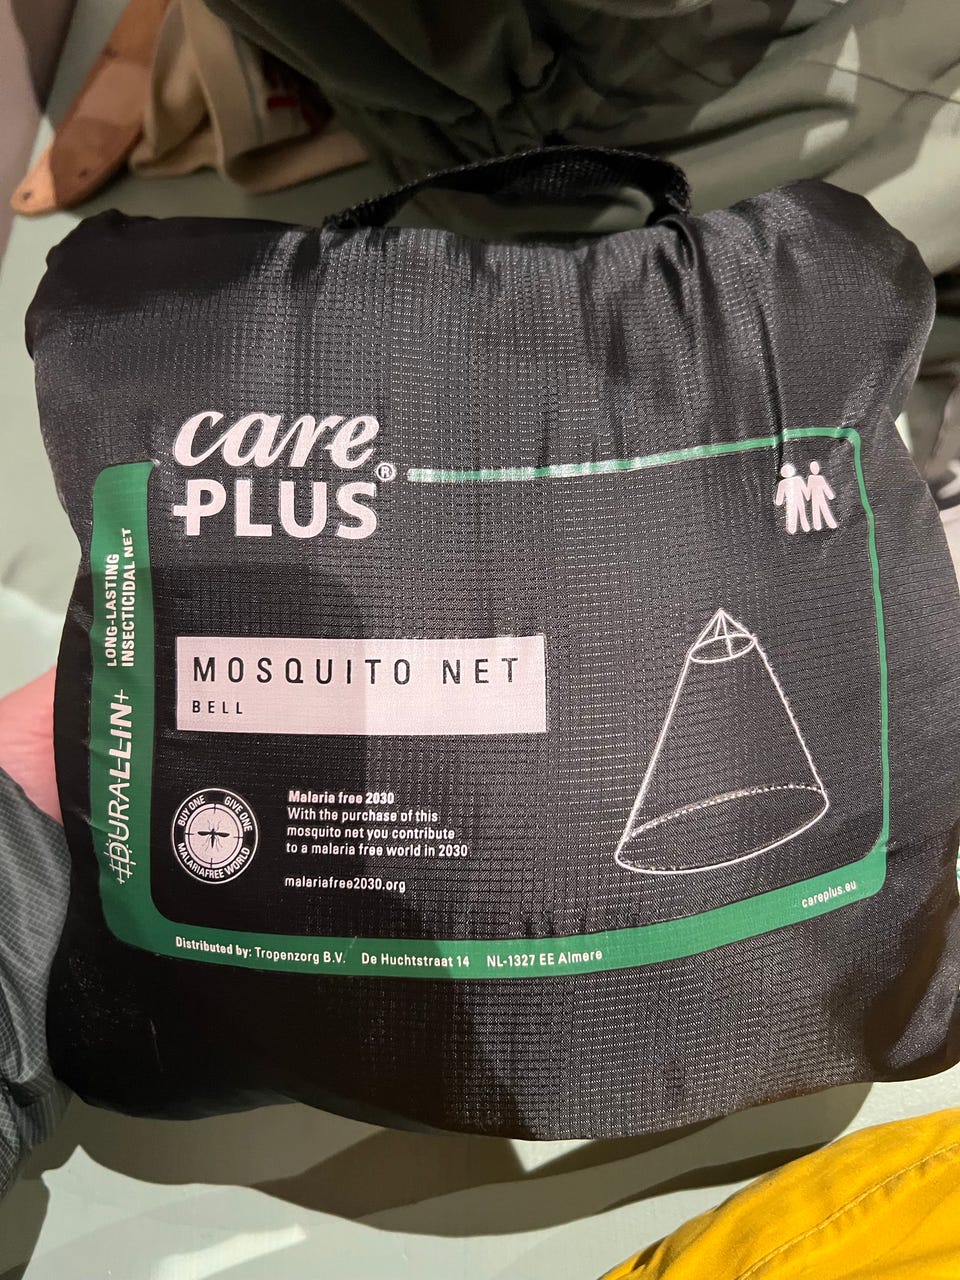 care
PLUS®
LONG-LASTING
INSECTICIDAL NET
#DURALLIN+
MOSQUITO NET
BELL
BUY ONE GIVE ONE
MALARIAFREE WORLD
Malaria free 2030
With the purchase of this
mosquito net you contribute
to a malaria free world in 2030
malariafree2030.org
careplus.eu
Distributed by: Tropenzorg B.V. De Huchtstraat 14 NL-1327 EE Almere